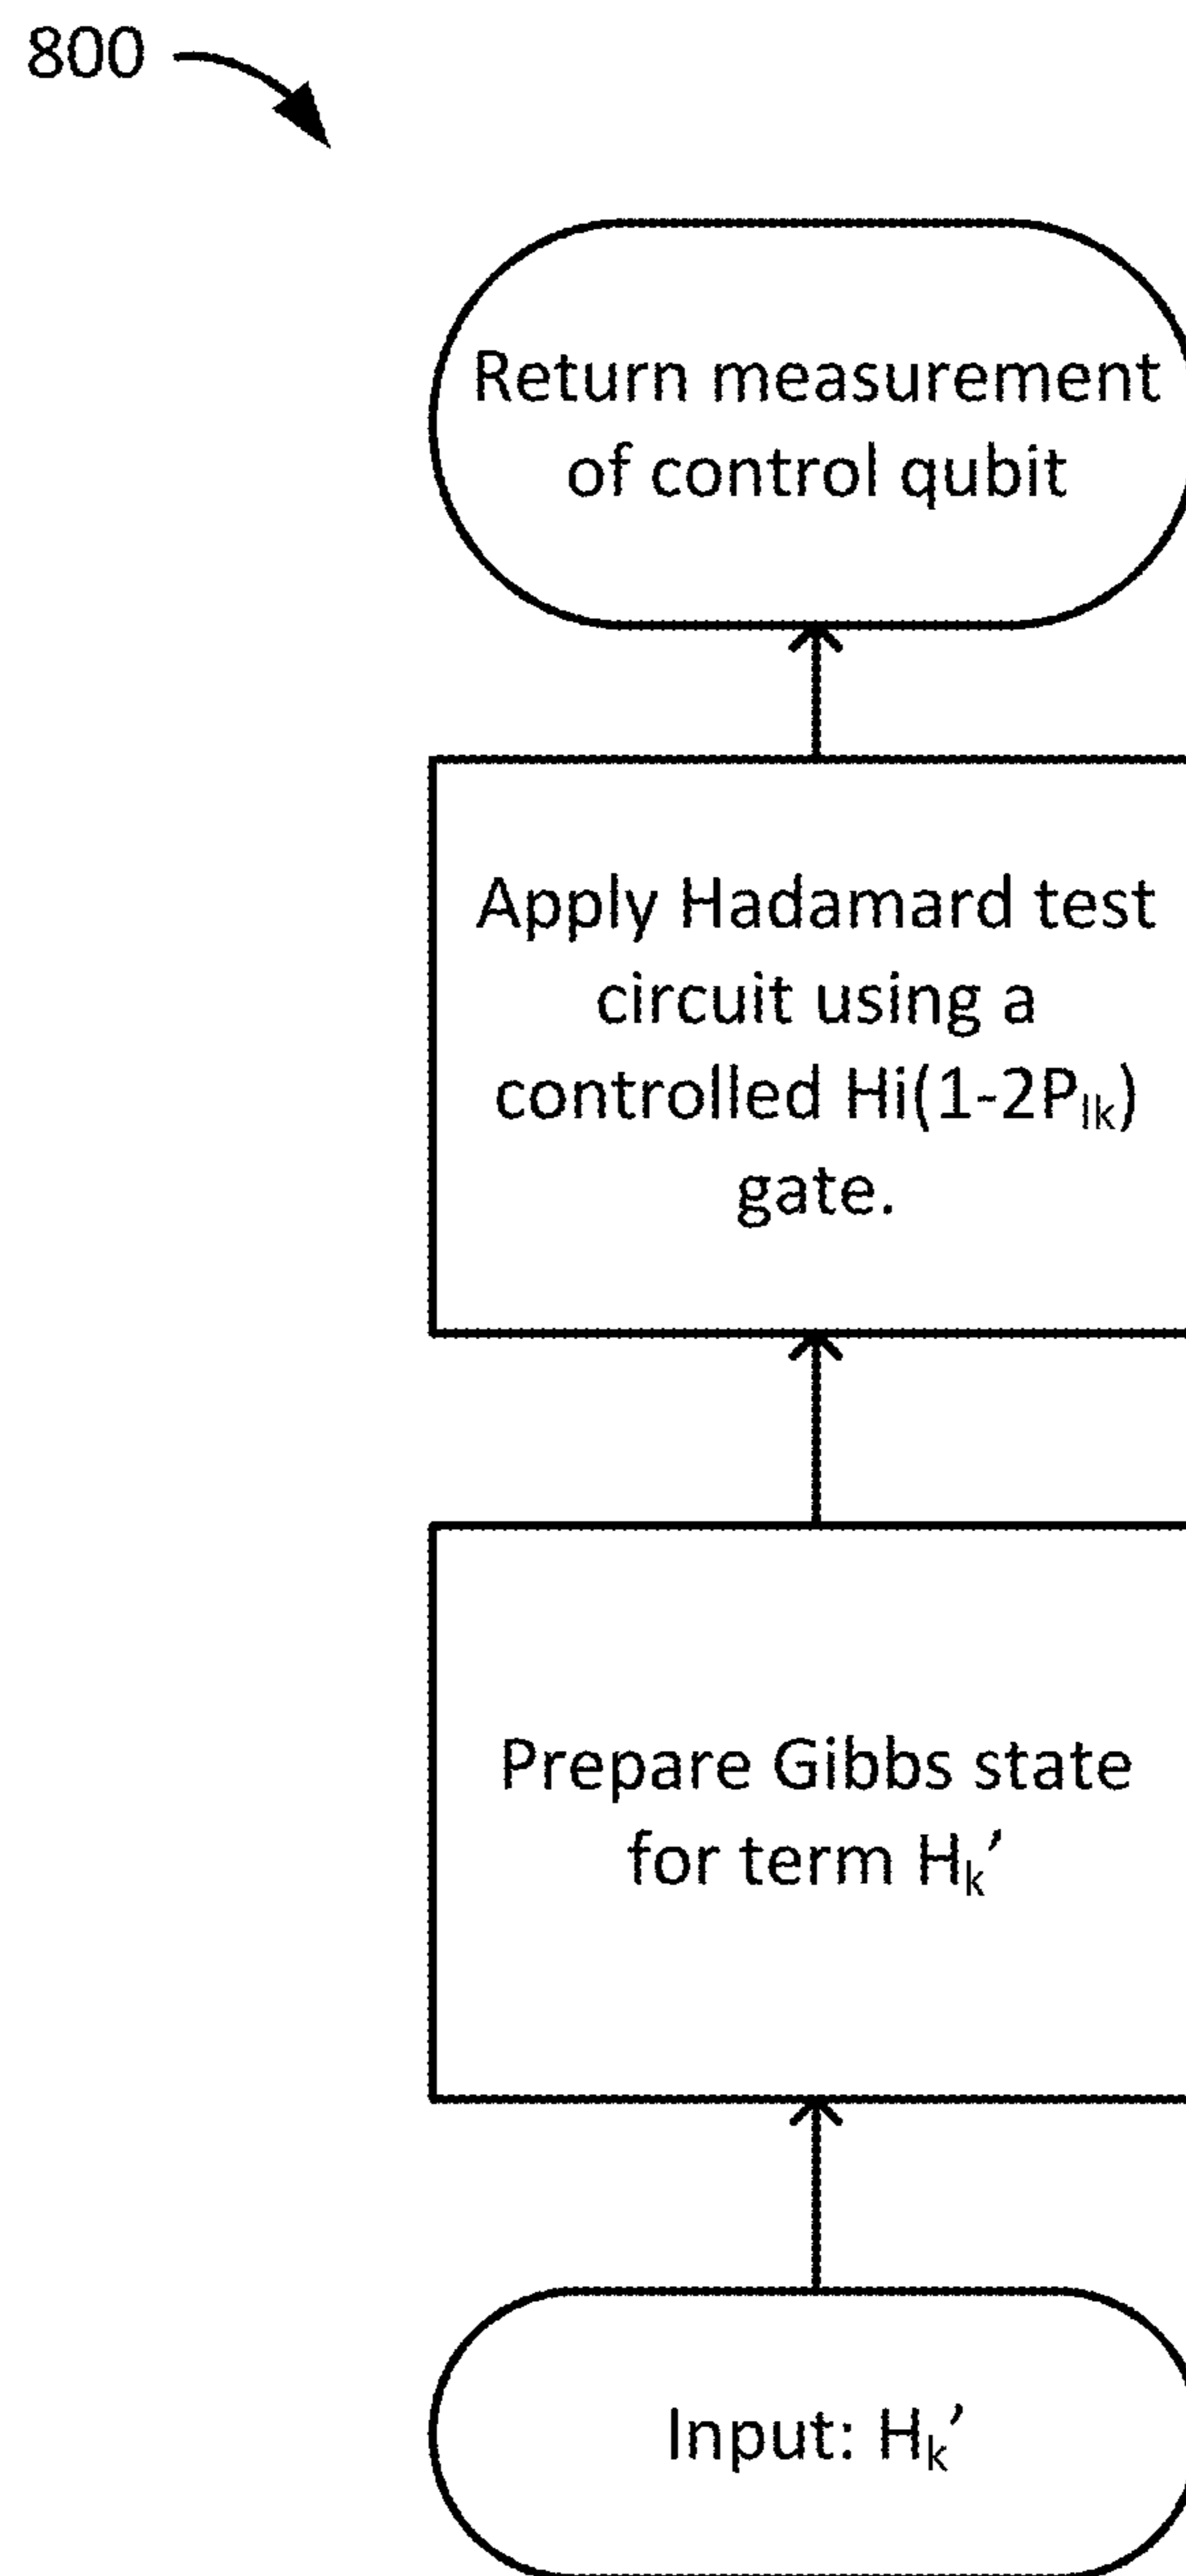 800
Return measurement
of control qubit
Apply Hadamard test
circuit using a
controlled Hi(1-2Pₗₖ)
gate.
Prepare Gibbs state
for term Hₖ’
Input: Hₖ’